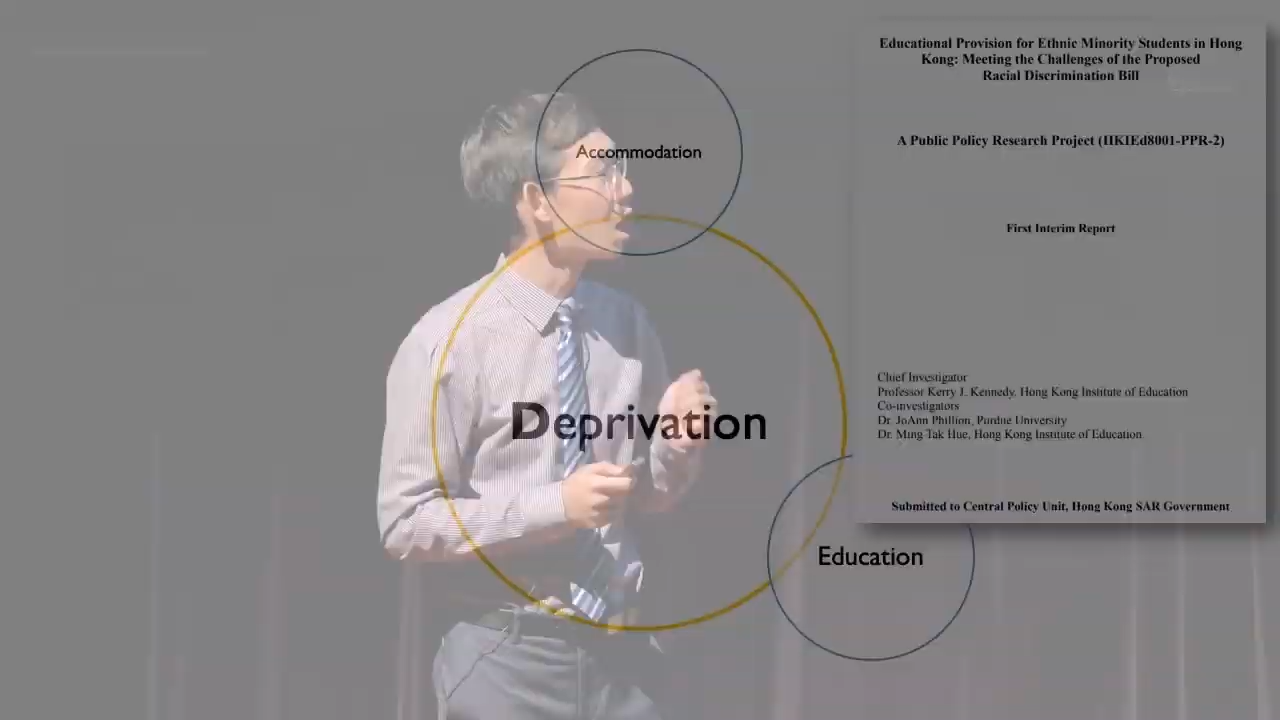 Educational Provision for Ethnic Minority Students in Hong
Kong: Meeting the Challenges of the Proposed
Racial Discrimination Bill
A Public Policy Research Project (HKIEd8001-PPR-2)
First Interim Report
Chief Investigator
Professor Kerry J. Kennedy, Hong Kong Institute of Education
Co-investigators
Dr. JoAnn Phillion, Purdue University
Dr. Ming Tak Hue, Hong Kong Institute of Education
Submitted to Central Policy Unit, Hong Kong SAR Government
Accommodation
Deprivation
Education